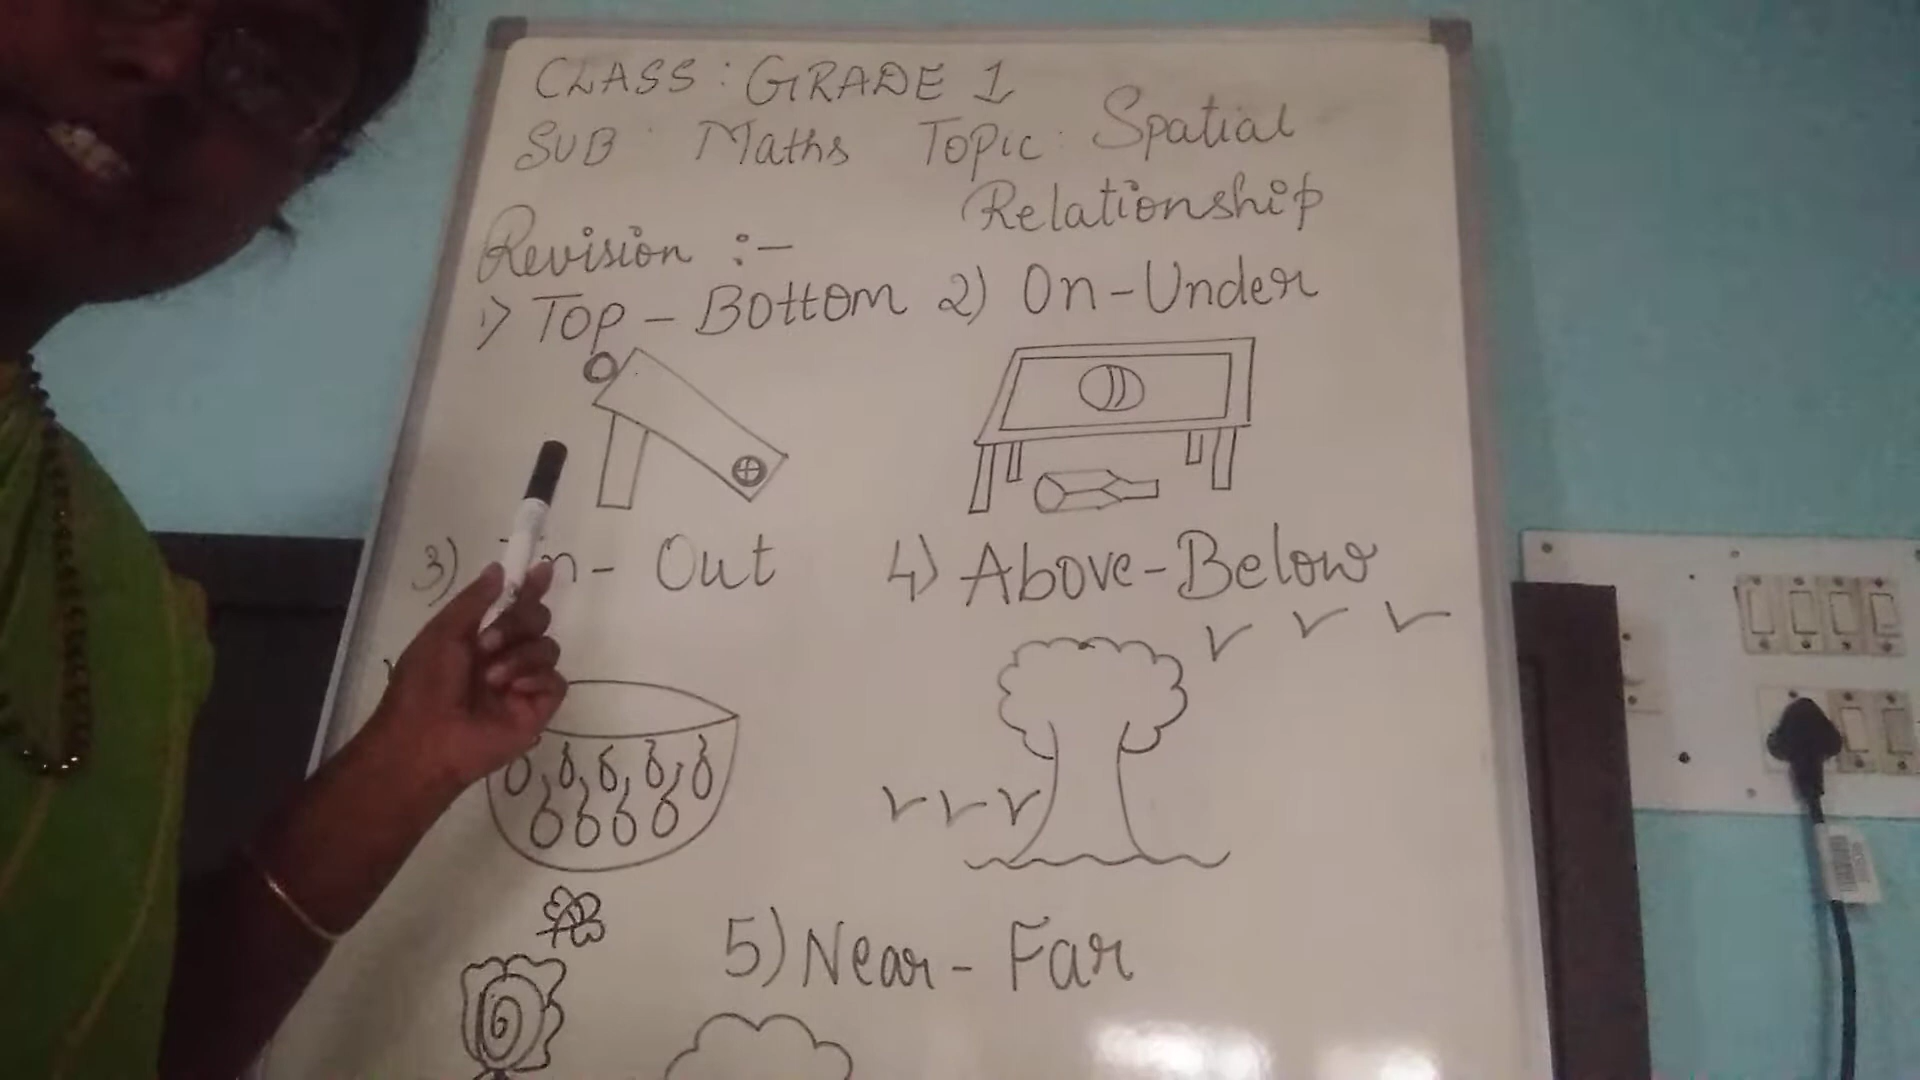 CLASS : GRADE 1
SUB : Maths Topic : Spatial
Relationship
Revision :-
1) Top - Bottom 2) On-Under
3) In - Out 4) Above-Below
5) Near - Far